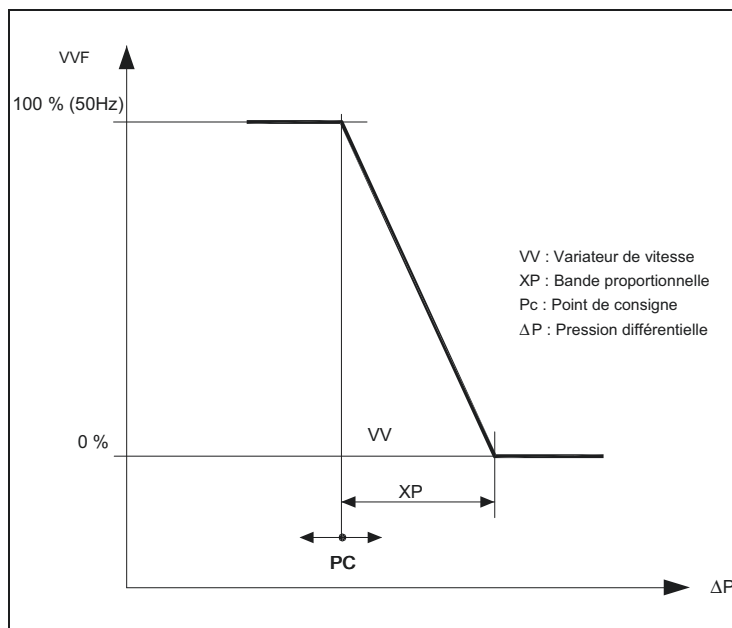 VVF
100 % (50Hz)
VV : Variateur de vitesse
XP : Bande proportionnelle
Pc : Point de consigne
ΔP : Pression différentielle
0 %
VV
XP
PC
ΔP